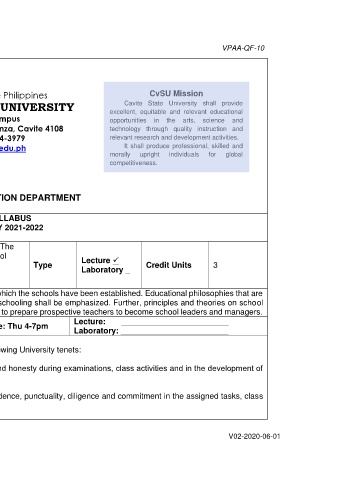 VPAA-QF-10
Philippines
UNIVERSITY
mpus
nza, Cavite 4108
4-3979
edu.ph
CvSU Mission
Cavite State University shall provide
excellent, equitable and relevant educational
opportunities in the arts, science and
technology through quality instruction and
relevant research and development activities.
It shall produce professional, skilled and
morally upright individuals for global
competitiveness.
TION DEPARTMENT
LLABUS
Y 2021-2022
The
ol
Type
Lecture ✓
Laboratory _
Credit Units
3
which the schools have been established. Educational philosophies that are
schooling shall be emphasized. Further, principles and theories on school
to prepare prospective teachers to become school leaders and managers.
e: Thu 4-7pm
Lecture: ____________
Laboratory: ____________
owing University tenets:
nd honesty during examinations, class activities and in the development of
dence, punctuality, diligence and commitment in the assigned tasks, class
V02-2020-06-01